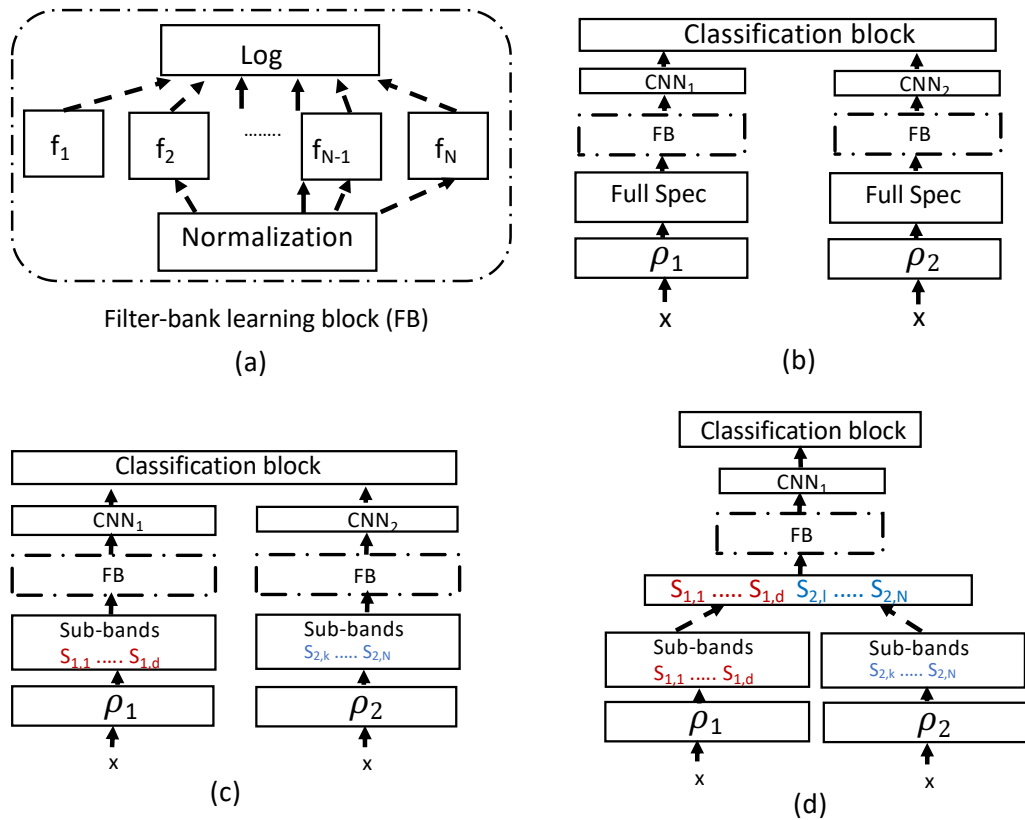 Log
f1 f2 ........ fN-1 fN
Normalization
Filter-bank learning block (FB)
(a)
Classification block
CNN1 CNN2
FB FB
Full Spec Full Spec
ρ1 ρ2
x x
(b)
Classification block
CNN1 CNN2
FB FB
Sub-bands Sub-bands
S1,1 ..... S1,d S2,k ..... S2,N
ρ1 ρ2
x x
(c)
Classification block
CNN1
FB
S1,1 ..... S1,d S2,l ..... S2,N
Sub-bands Sub-bands
S1,1 ..... S1,d S2,k ..... S2,N
ρ1 ρ2
x x
(d)